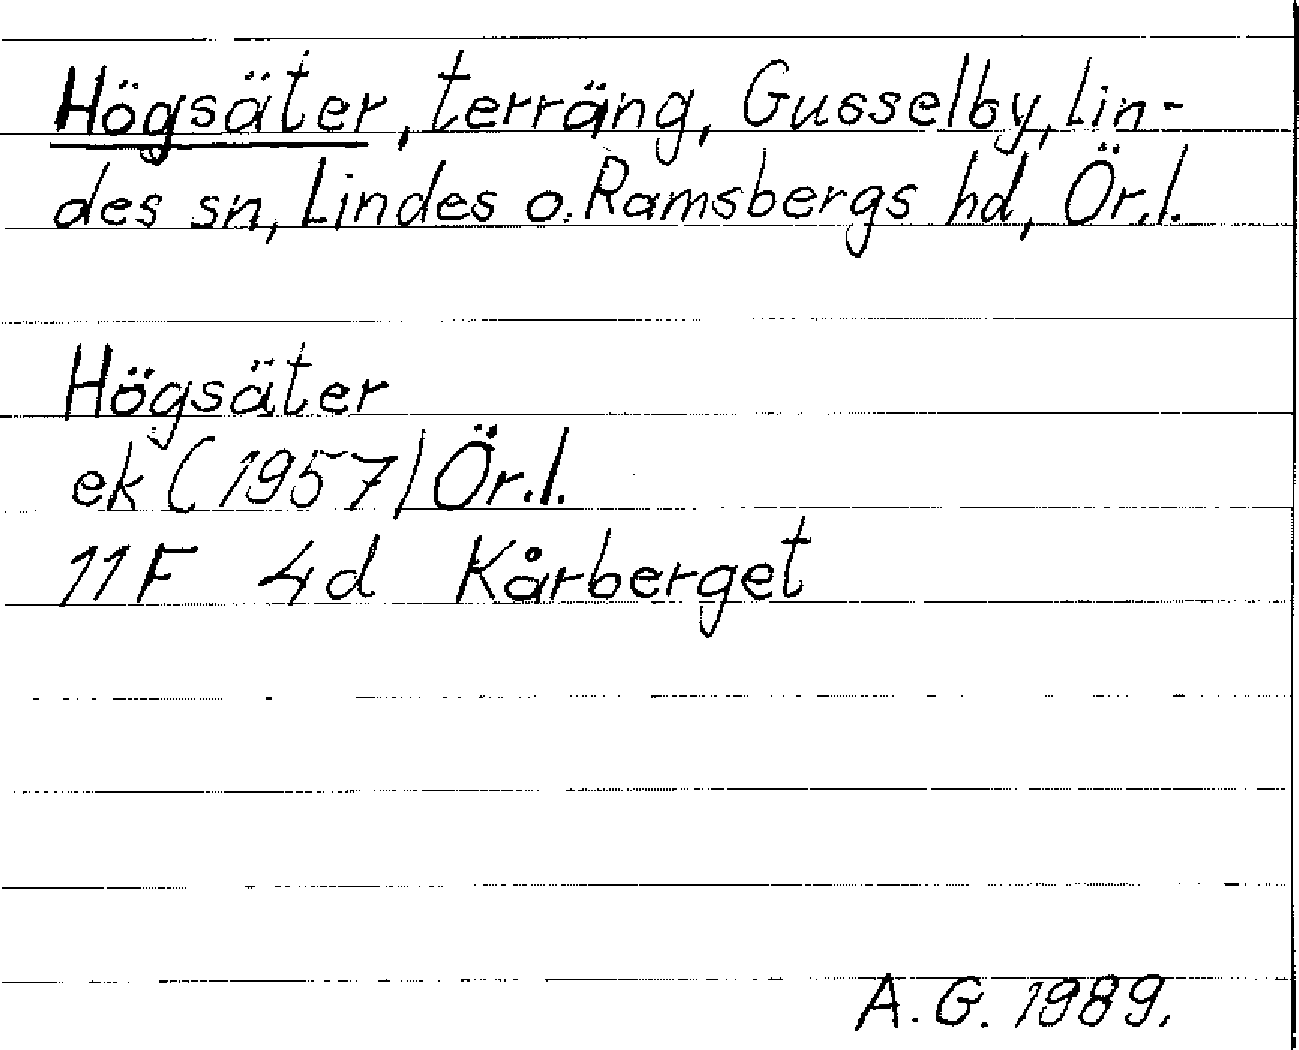 Högsäter, terräng, Gusselby, Lin-
des sn, Lindes o. Ramsbergs hd, Ör.l.
Högsäter
ek (1957) Ör.l.
11F 4d Kårberget
A.G. 1989.